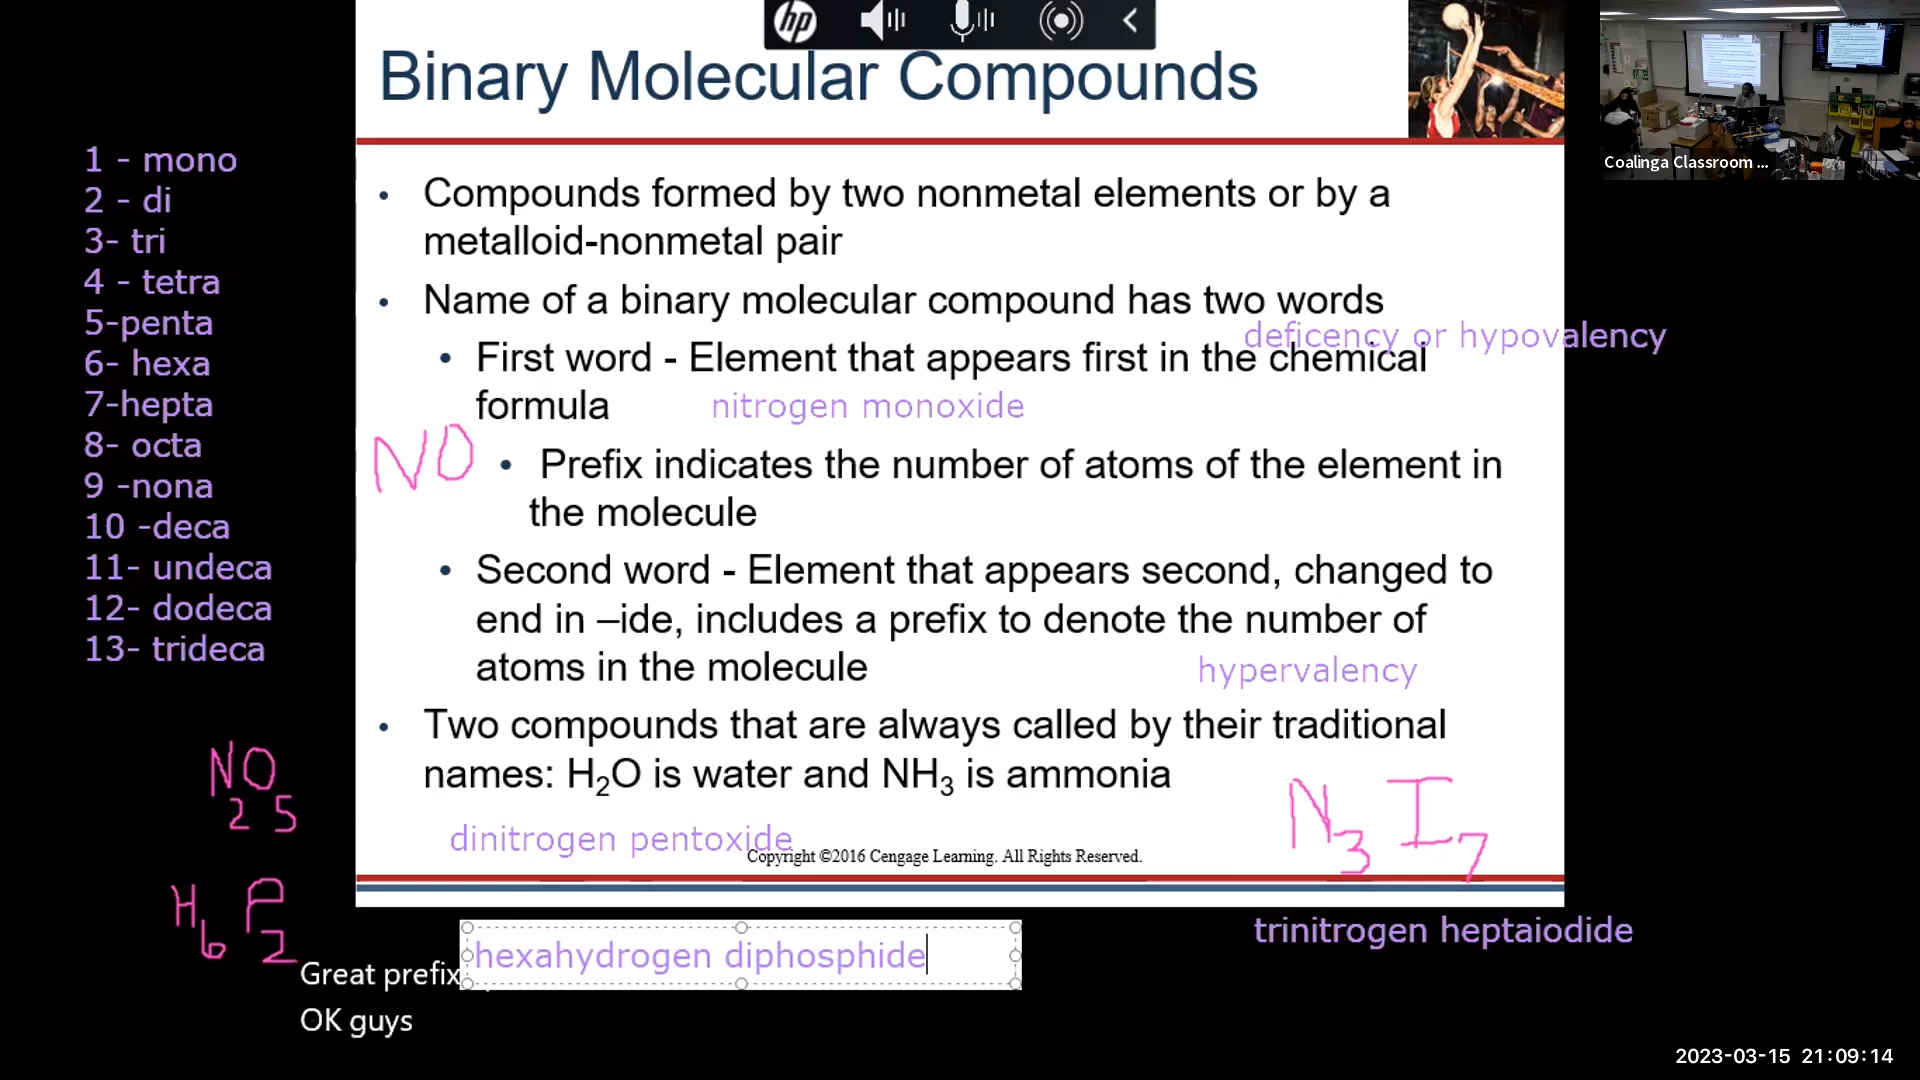 hp
Binary Molecular Compounds
Coalinga Classroom ...
1 - mono
2 - di
3- tri
4 - tetra
5-penta
6- hexa
7-hepta
8- octa
9 -nona
10 -deca
11- undeca
12- dodeca
13- trideca
• Compounds formed by two nonmetal elements or by a
metalloid-nonmetal pair
• Name of a binary molecular compound has two words
deficency or hypovalency
• First word - Element that appears first in the chemical
formula
nitrogen monoxide
NO
• Prefix indicates the number of atoms of the element in
the molecule
• Second word - Element that appears second, changed to
end in –ide, includes a prefix to denote the number of
atoms in the molecule
hypervalency
• Two compounds that are always called by their traditional
names: H₂O is water and NH₃ is ammonia
N₂O₅
N₃I₇
dinitrogen pentoxide
Copyright ©2016 Cengage Learning. All Rights Reserved.
H₆P₂
trinitrogen heptaiodide
hexahydrogen diphosphide
Great prefix
OK guys
2023-03-15 21:09:14